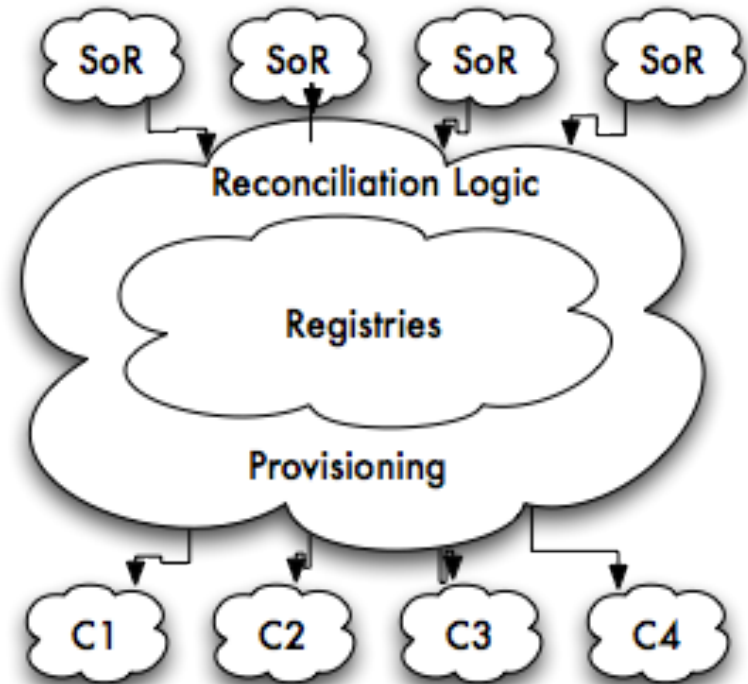 SoR
SoR
SoR
SoR
Reconciliation Logic
Registries
Provisioning
C1
C2
C3
C4